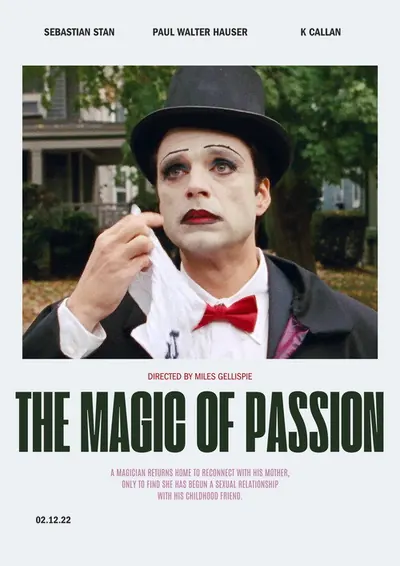 SEBASTIAN STAN PAUL WALTER HAUSER K CALLAN
DIRECTED BY MILES GELLISPIE
THE MAGIC OF PASSION
A MAGICIAN RETURNS HOME TO RECONNECT WITH HIS MOTHER,
ONLY TO FIND SHE HAS BEGUN A SEXUAL RELATIONSHIP
WITH HIS CHILDHOOD FRIEND.
02.12.22